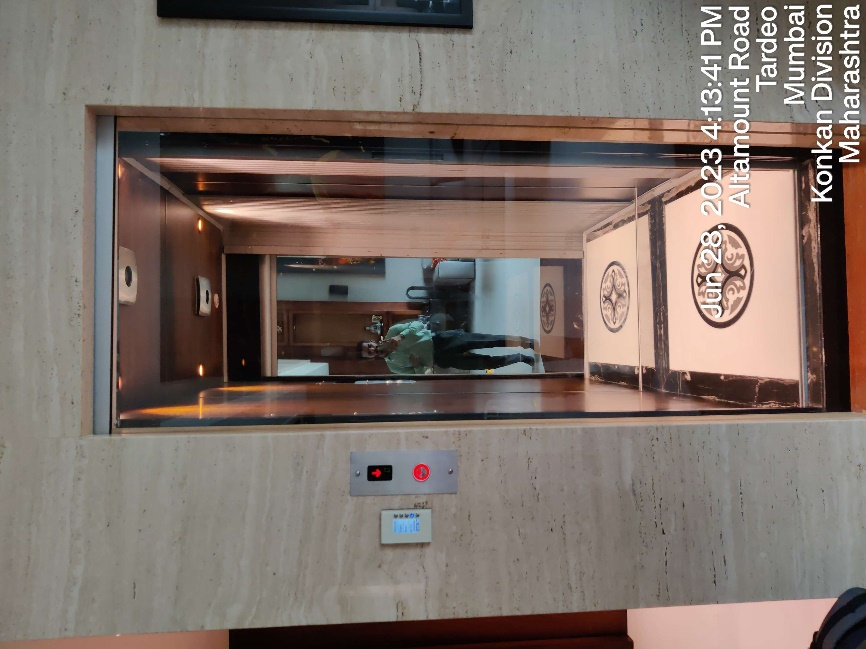 Jun 28, 2023 4:13:41 PM
Altamount Road
Tardeo
Mumbai
Konkan Division
Maharashtra